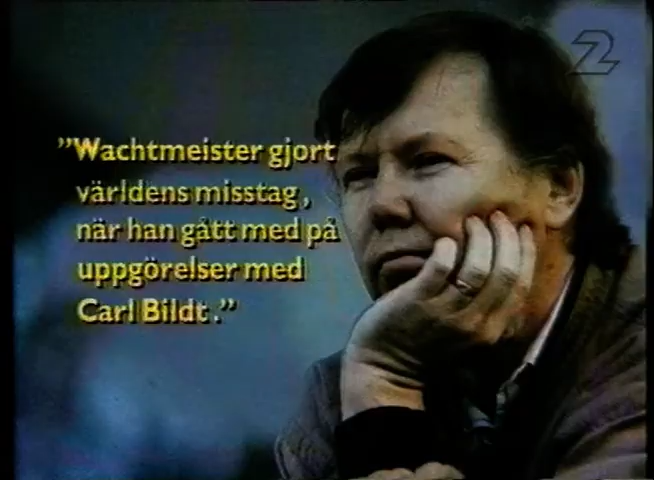 2
”Wachtmeister gjort
världens misstag,
när han gått med på
uppgörelser med
Carl Bildt.”